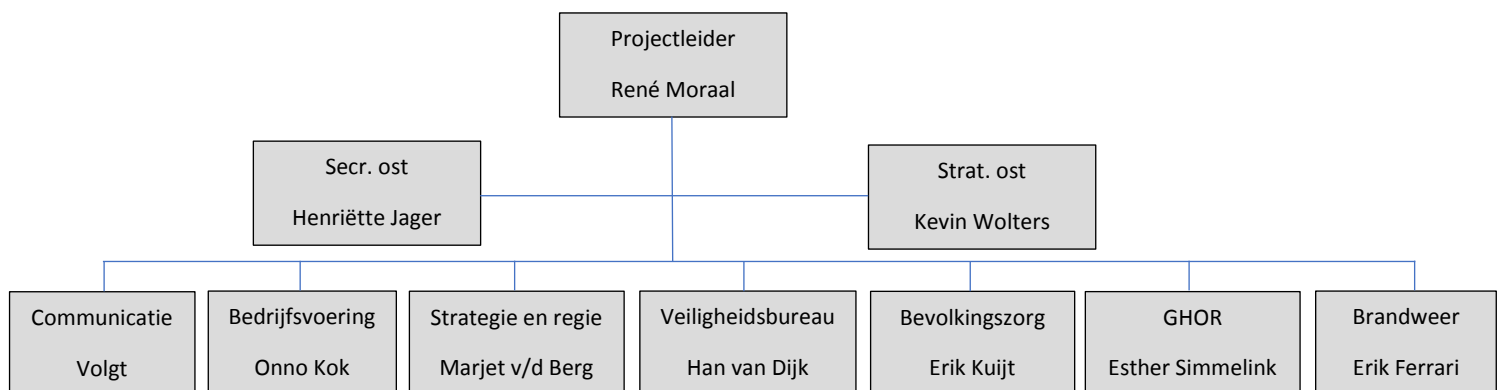 Projectleider
René Moraal
Secr. ost
Henriëtte Jager
Strat. ost
Kevin Wolters
Communicatie
Volgt
Bedrijfsvoering
Onno Kok
Strategie en regie
Marjet v/d Berg
Veiligheidsbureau
Han van Dijk
Bevolkingszorg
Erik Kuijt
GHOR
Esther Simmelink
Brandweer
Erik Ferrari